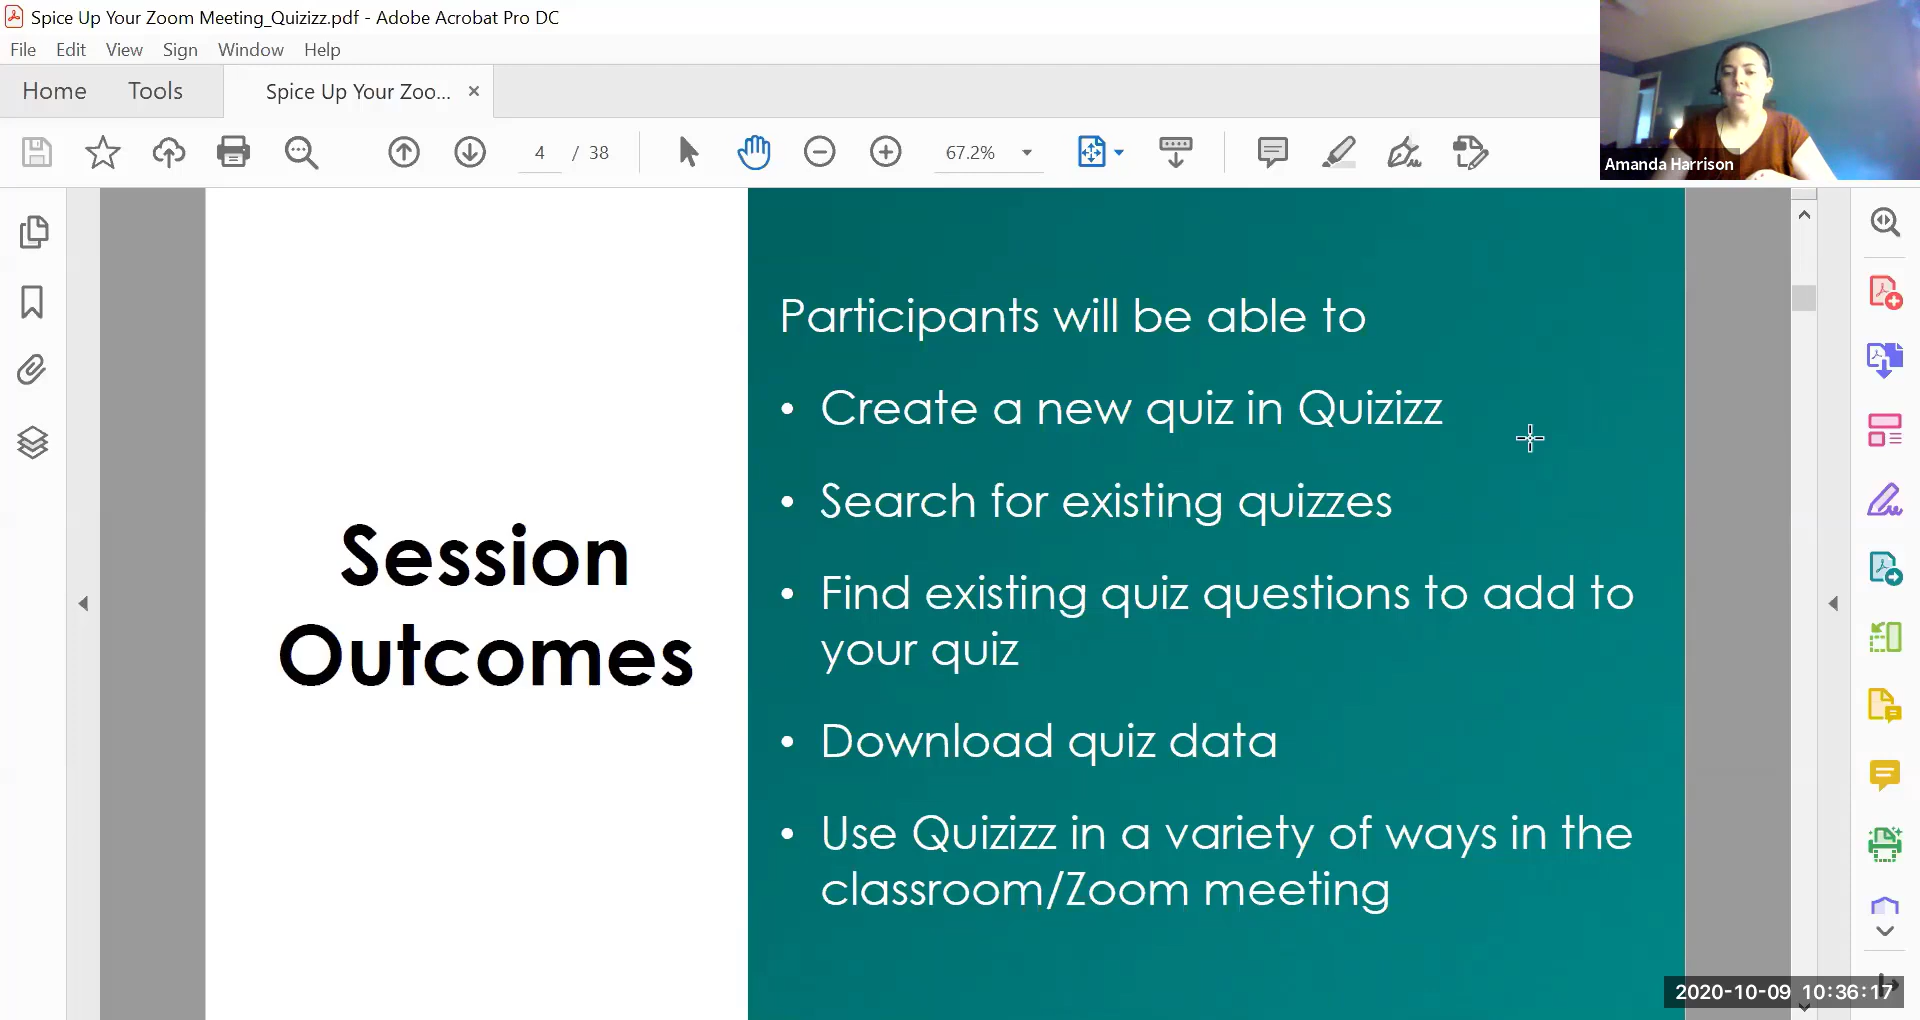 Spice Up Your Zoom Meeting_Quizizz.pdf - Adobe Acrobat Pro DC
File Edit View Sign Window Help
Home Tools Spice Up Your Zoo... ×
4 / 38 67.2%
Amanda Harrison
Session
Outcomes
Participants will be able to
• Create a new quiz in Quizizz
• Search for existing quizzes
• Find existing quiz questions to add to
your quiz
• Download quiz data
• Use Quizizz in a variety of ways in the
classroom/Zoom meeting
2020-10-09 10:36:17